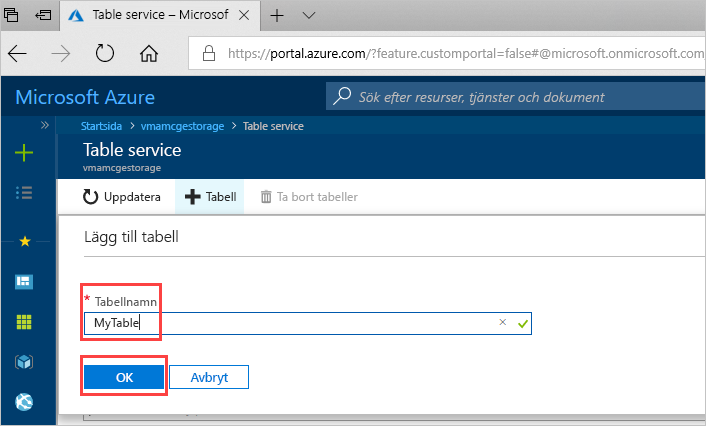 Table service – Microsof
https://portal.azure.com/?feature.customportal=false#@microsoft.onmicrosoft.com
Microsoft Azure
Sök efter resurser, tjänster och dokument
Startsida > vmamcgestorage > Table service
Table service
vmamcgestorage
Uppdatera Tabell Ta bort tabeller
Lägg till tabell
* Tabellnamn
MyTable
OK Avbryt